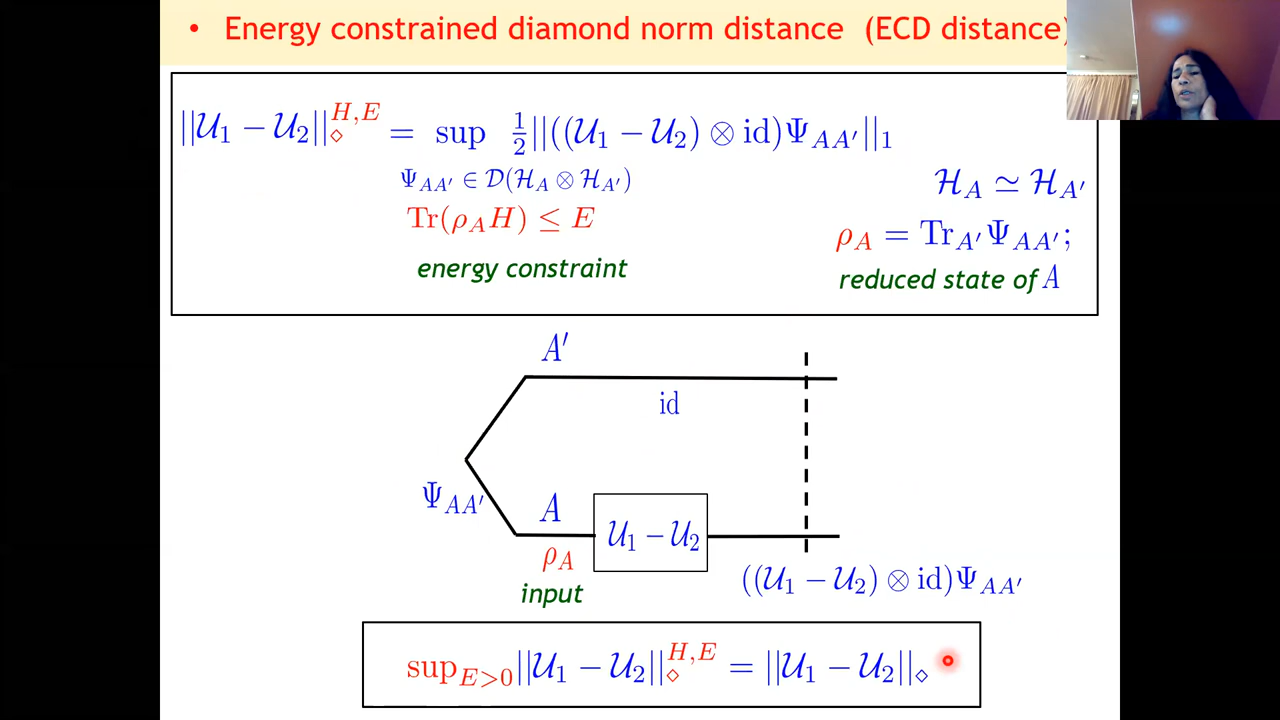 • Energy constrained diamond norm distance (ECD distance)
||𝒰₁ − 𝒰₂||_⋄^{H,E} = sup ½||((𝒰₁ − 𝒰₂) ⊗ id)Ψ_{AA′}||₁
Ψ_{AA′} ∈ 𝒟(ℋ_A ⊗ ℋ_{A′})
ℋ_A ≃ ℋ_{A′}
Tr(ρ_A H) ≤ E
ρ_A = Tr_{A′}Ψ_{AA′};
energy constraint
reduced state of A
A′
id
Ψ_{AA′}
A
𝒰₁ − 𝒰₂
ρ_A
input
((𝒰₁ − 𝒰₂) ⊗ id)Ψ_{AA′}
sup_{E>0}||𝒰₁ − 𝒰₂||_⋄^{H,E} = ||𝒰₁ − 𝒰₂||_⋄